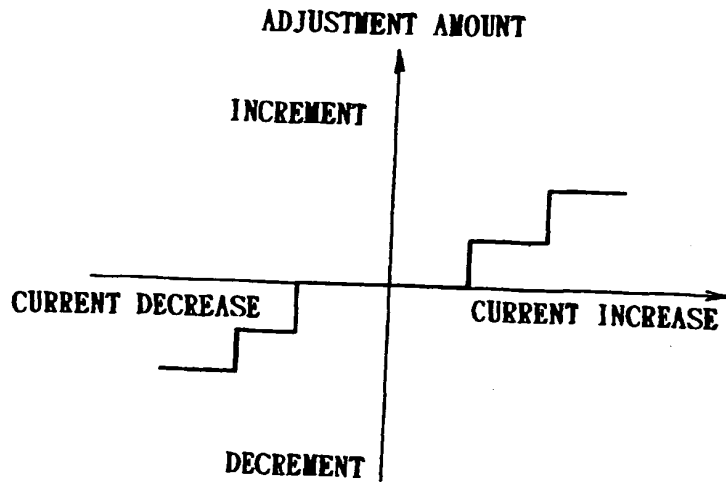 ADJUSTMENT AMOUNT
INCREMENT
CURRENT DECREASE
CURRENT INCREASE
DECREMENT